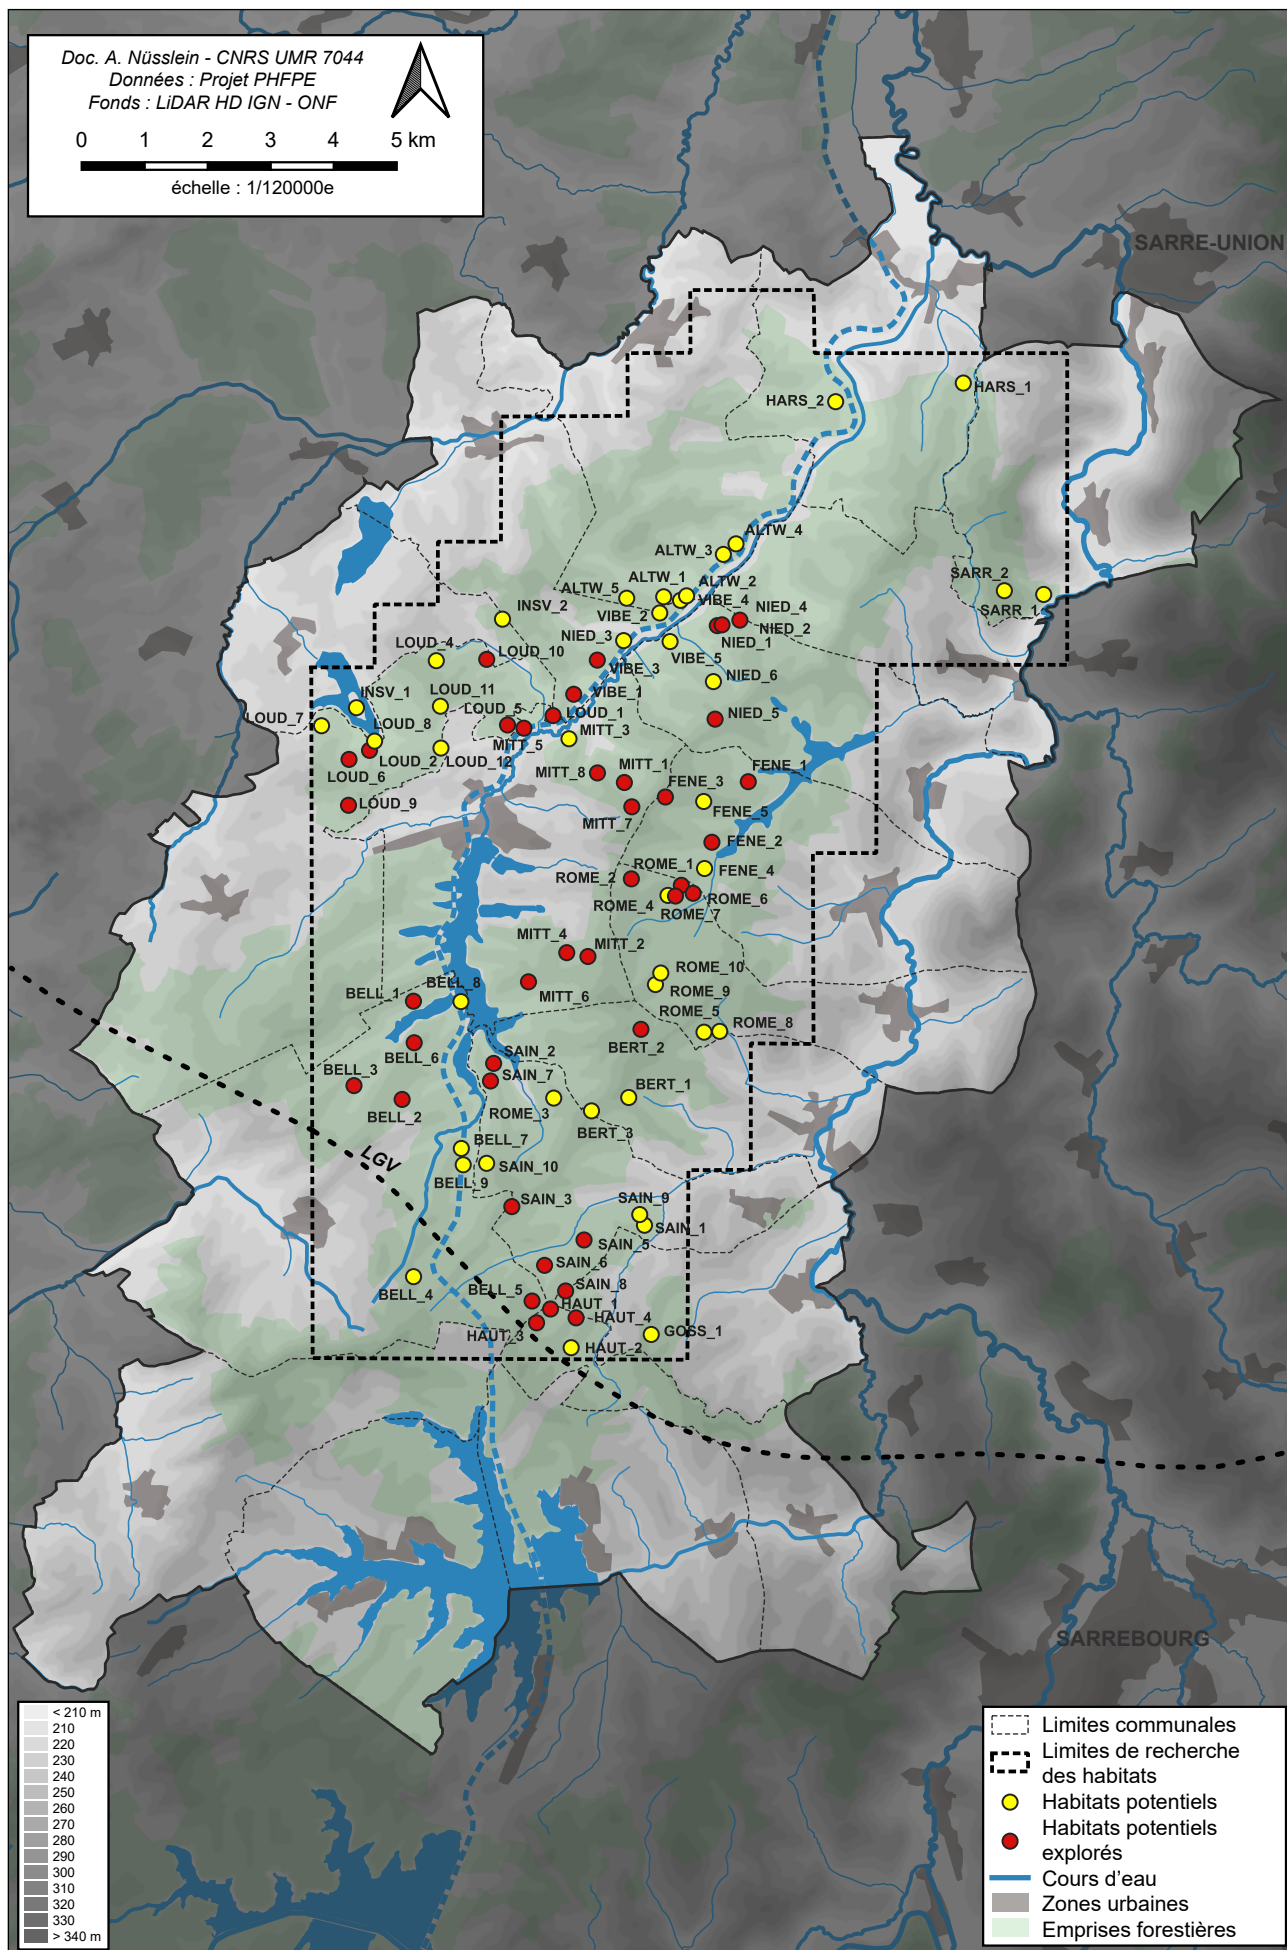 Doc. A. Nüsslein - CNRS UMR 7044
Données : Projet PHFPE
Fonds : LiDAR HD IGN - ONF
0 1 2 3 4 5 km
échelle : 1/120000e
SARRE-UNION
HARS_1
HARS_2
ALTW_4
ALTW_3
ALTW_1
ALTW_2
ALTW_5
VIBE_4
VIBE_2
SARR_2
SARR_1
INSV_2
NIED_4
NIED_2
NIED_1
NIED_3
VIBE_5
LOUD_4
LOUD_10
VIBE_3
NIED_6
VIBE_1
INSV_1
LOUD_11
LOUD_5
LOUD_1
NIED_5
LOUD_7
LOUD_8
MITT_5
MITT_3
LOUD_2
LOUD_12
LOUD_6
MITT_8
MITT_1
FENE_3
FENE_1
LOUD_9
MITT_7
FENE_5
FENE_2
ROME_1
FENE_4
ROME_2
ROME_4
ROME_6
ROME_7
MITT_4
MITT_2
ROME_10
BELL_8
MITT_6
ROME_9
BELL_1
ROME_5
ROME_8
BERT_2
BELL_6
SAIN_2
BELL_3
SAIN_7
BERT_1
BELL_2
ROME_3
BERT_3
BELL_7
LGV
SAIN_10
BELL_9
SAIN_3
SAIN_9
SAIN_1
SAIN_5
SAIN_6
BELL_4
BELL_5
SAIN_8
HAUT_1
HAUT_4
HAUT_3
GOSS_1
HAUT_2
SARREBOURG
< 210 m
210
220
230
240
250
260
270
280
290
300
310
320
330
> 340 m
Limites communales
Limites de recherche
des habitats
Habitats potentiels
Habitats potentiels
explorés
Cours d'eau
Zones urbaines
Emprises forestières